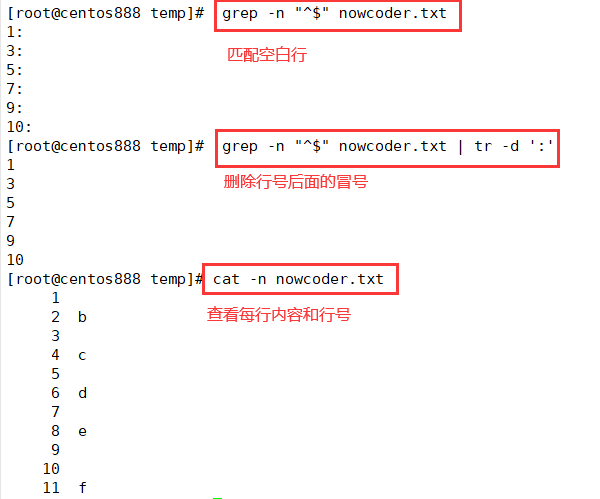 [root@centos888 temp]# grep -n "^$" nowcoder.txt
1:
匹配空白行
3:
5:
7:
9:
10:
[root@centos888 temp]# grep -n "^$" nowcoder.txt | tr -d ':'
1
删除行号后面的冒号
3
5
7
9
10
[root@centos888 temp]# cat -n nowcoder.txt
1
查看每行内容和行号
2 b
3
4 c
5
6 d
7
8 e
9
10
11 f